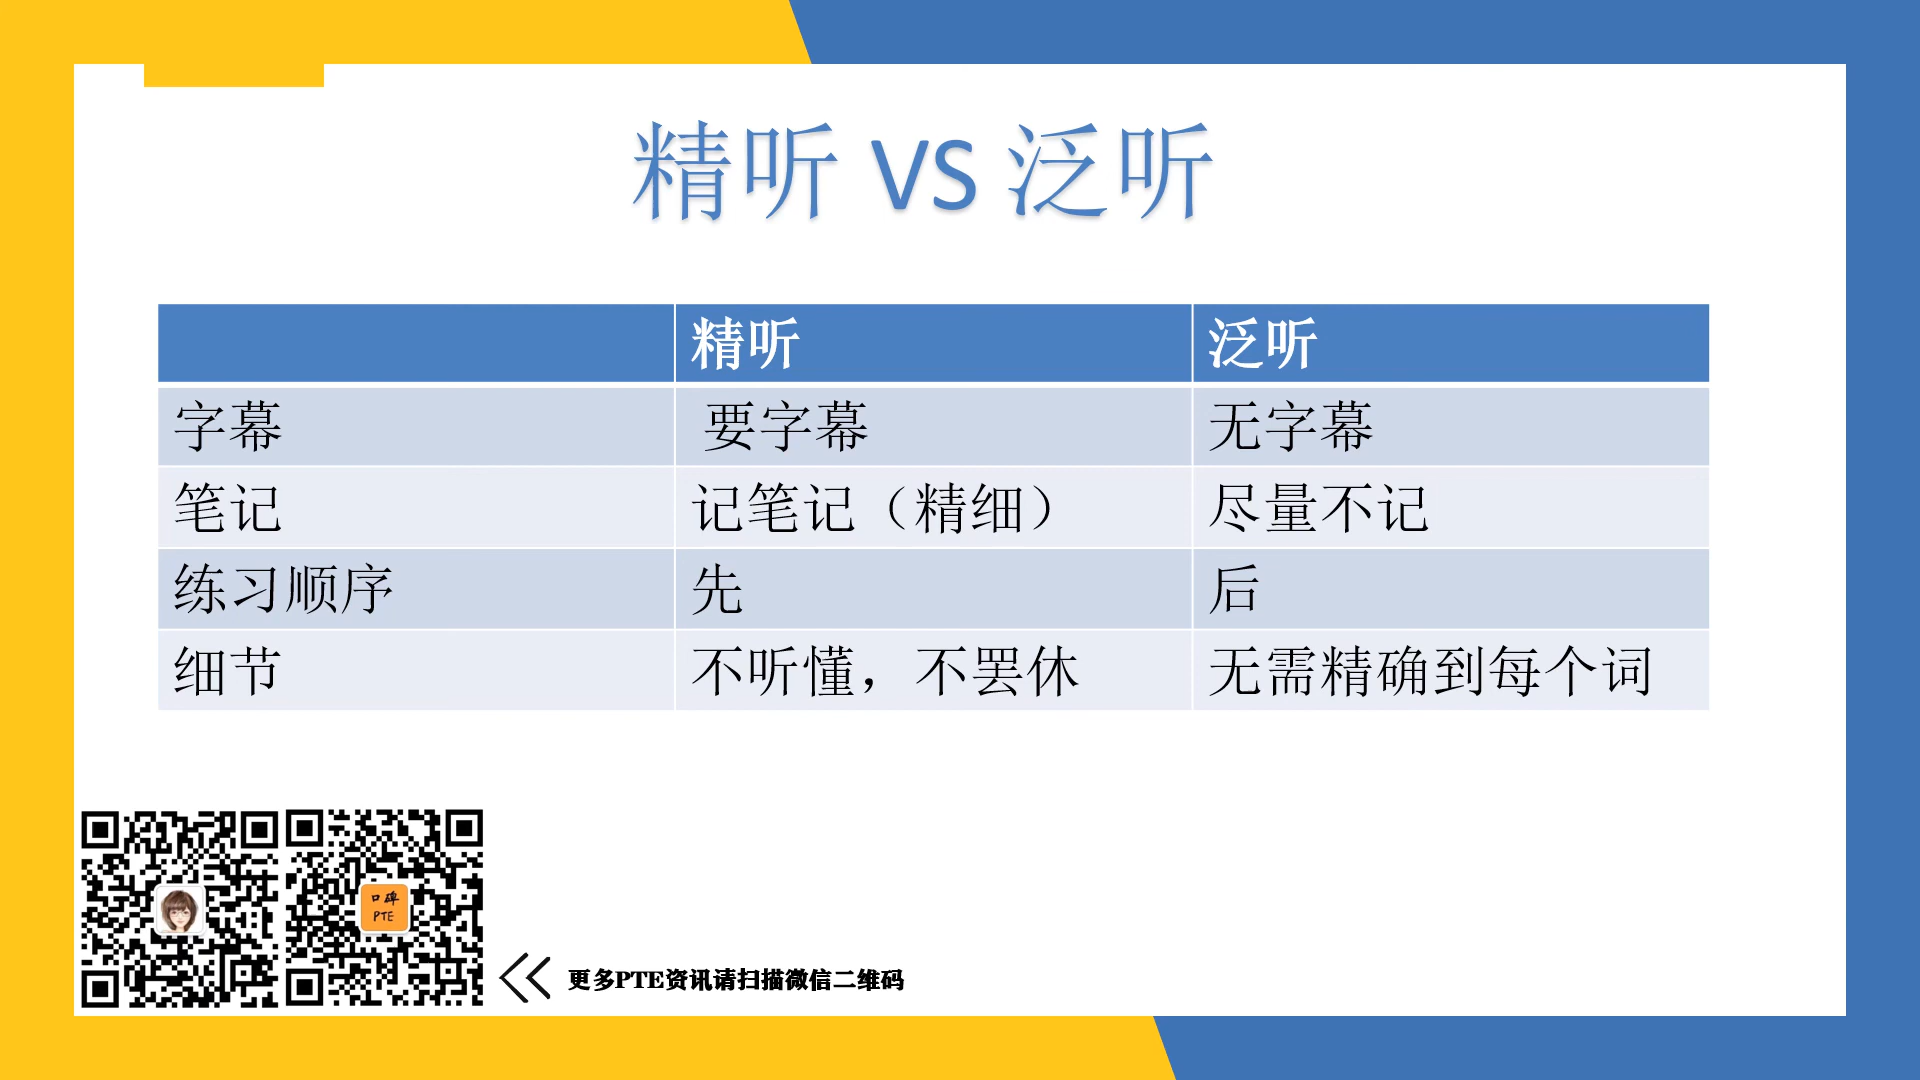 精听 VS 泛听
精听 泛听
字幕 要字幕 无字幕
笔记 记笔记（精细） 尽量不记
练习顺序 先 后
细节 不听懂，不罢休 无需精确到每个词
口碑
PTE
更多PTE资讯请扫描微信二维码